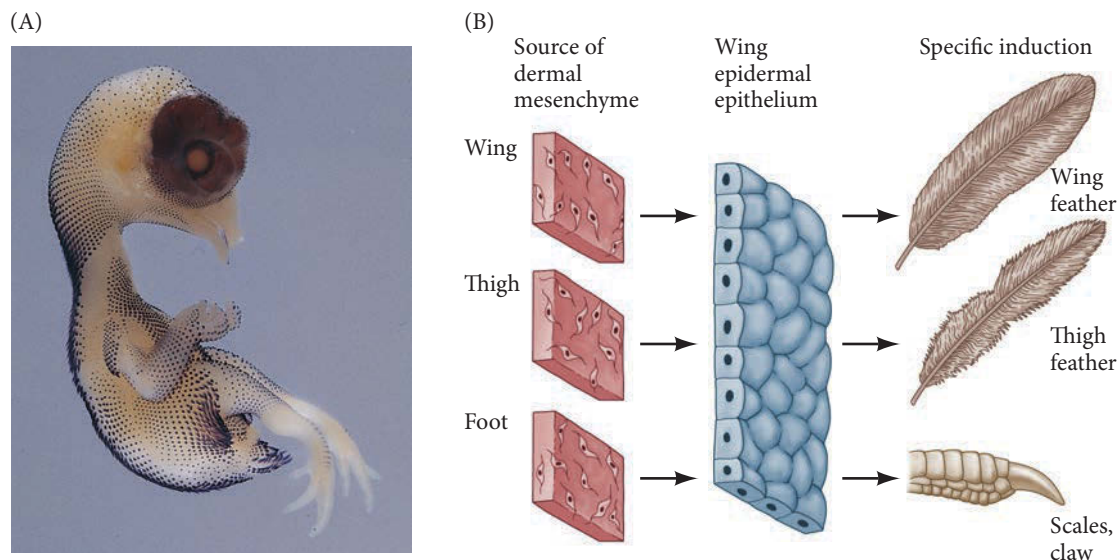 (A)
(B)
Source of
dermal
mesenchyme
Wing
epidermal
epithelium
Specific induction
Wing
Thigh
Foot
Wing
feather
Thigh
feather
Scales,
claw